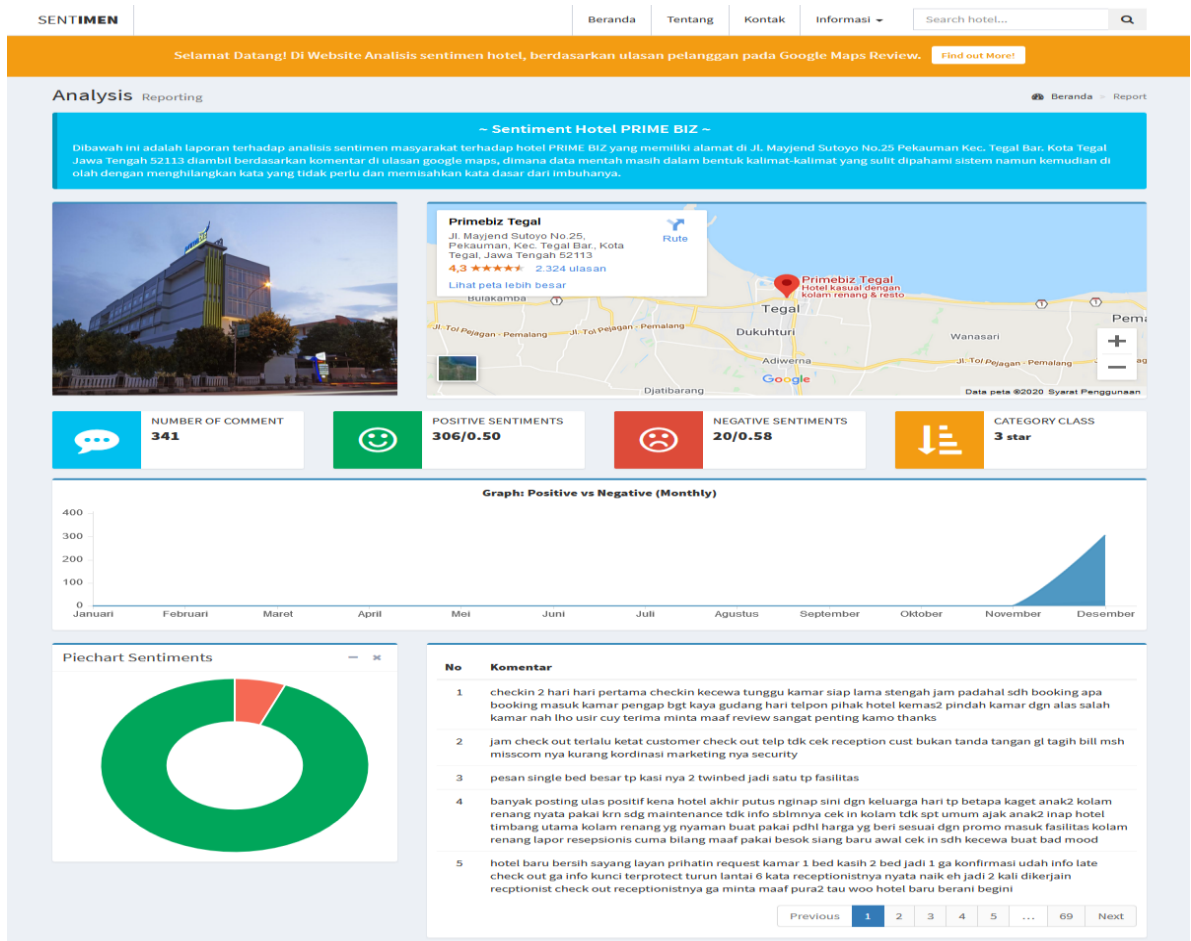 SENTIMEN
Beranda
Tentang
Kontak
Informasi
Search hotel...
Selamat Datang! Di Website Analisis sentimen hotel, berdasarkan ulasan pelanggan pada Google Maps Review.
Find out More!
Analysis Reporting
Beranda > Report
~ Sentiment Hotel PRIME BIZ ~
Dibawah ini adalah laporan terhadap analisis sentimen masyarakat terhadap hotel PRIME BIZ yang memiliki alamat di Jl. Mayjend Sutoyo No.25 Pekauman Kec. Tegal Bar. Kota Tegal
Jawa Tengah 52113 diambil berdasarkan komentar di ulasan google maps, dimana data mentah masih dalam bentuk kalimat-kalimat yang sulit dipahami sistem namun kemudian di
olah dengan menghilangkan kata yang tidak perlu dan memisahkan kata dasar dari imbuhanya.
Primebiz Tegal
Jl. Mayjend Sutoyo No.25,
Pekauman, Kec. Tegal Bar., Kota
Tegal, Jawa Tengah 52113
4,3 ★★★★★ 2.324 ulasan
Lihat peta lebih besar
Rute
Bulakamba
Primebiz Tegal
Hotel kasual dengan
kolam renang & resto
Tegal
Pema
Jl. Tol Pejagan - Pemalang
Jl. Tol Pejagan - Pemalang
Dukuhturi
Wanasari
Adiwerna
Jl. Tol Pejagan - Pemalang
ag
Google
Djatibarang
Data peta ©2020 Syarat Penggunaan
NUMBER OF COMMENT
341
POSITIVE SENTIMENTS
306/0.50
NEGATIVE SENTIMENTS
20/0.58
CATEGORY CLASS
3 star
Graph: Positive vs Negative (Monthly)
400
300
200
100
0
Januari Februari Maret April Mei Juni Juli Agustus September Oktober November Desember
Piechart Sentiments
No Komentar
1 checkin 2 hari hari pertama checkin kecewa tunggu kamar siap lama stengah jam padahal sdh booking apa
booking masuk kamar pengap bgt kaya gudang hari telpon pihak hotel kemas2 pindah kamar dgn alas salah
kamar nah lho usir cuy terima minta maaf review sangat penting kamo thanks
2 jam check out terlalu ketat customer check out telp tdk cek reception cust bukan tanda tangan gl tagih bill msh
misscom nya kurang kordinasi marketing nya security
3 pesan single bed besar tp kasi nya 2 twinbed jadi satu tp fasilitas
4 banyak posting ulas positif kena hotel akhir putus nginap sini dgn keluarga hari tp betapa kaget anak2 kolam
renang nyata pakai krn sdg maintenance tdk info sblmnya cek in kolam tdk spt umum ajak anak2 inap hotel
timbang utama kolam renang yg nyaman buat pakai pdhl harga yg beri sesuai dgn promo masuk fasilitas kolam
renang lapor resepsionis cuma bilang maaf pakai besok siang baru awal cek in sdh kecewa buat bad mood
5 hotel baru bersih sayang layan prihatin request kamar 1 bed kasih 2 bed jadi 1 ga konfirmasi udah info late
check out ga info kunci terprotect turun lantai 6 kata receptionistnya nyata naik eh jadi 2 kali dikerjain
recptionist check out receptionistnya ga minta maaf pura2 tau woo hotel baru berani begini
Previous 1 2 3 4 5 ... 69 Next